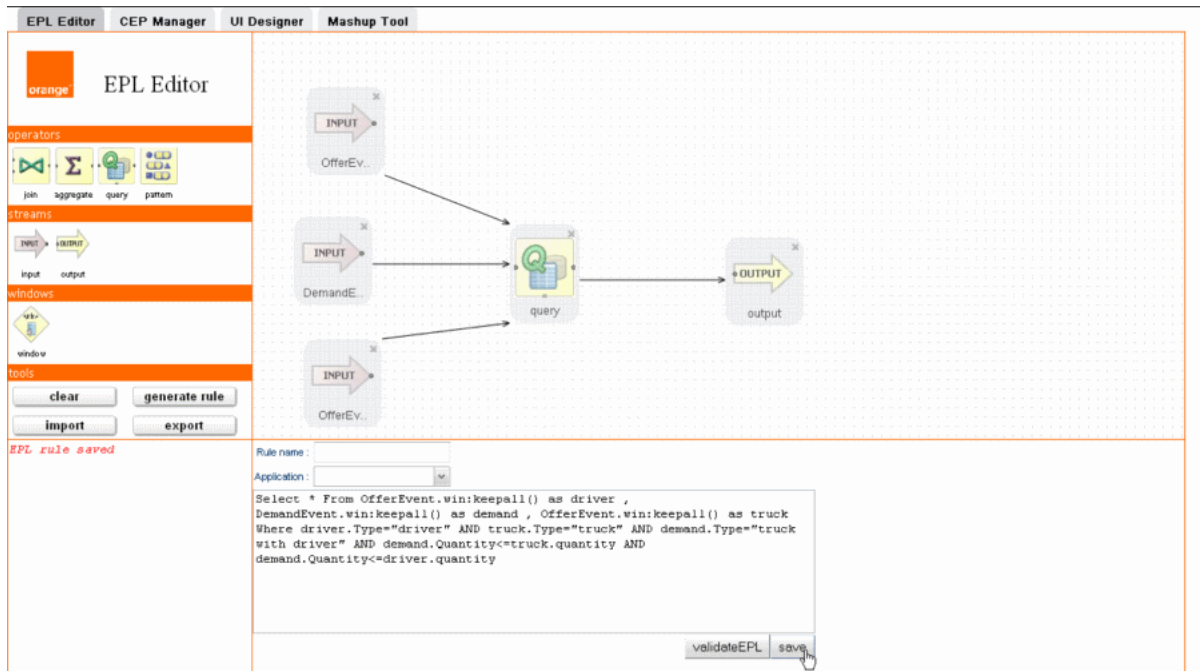 EPL Editor CEP Manager UI Designer Mashup Tool
orange
EPL Editor
operators
join aggregate query pattern
streams
INPUT OUTPUT
input output
windows
window
tools
clear generate rule
import export
EPL rule saved
INPUT
OfferEv..
INPUT
DemandE..
INPUT
OfferEv..
Q
query
OUTPUT
output
Rule name :
Application :
Select * From OfferEvent.win:keepall() as driver ,
DemandEvent.win:keepall() as demand , OfferEvent.win:keepall() as truck
Where driver.Type="driver" AND truck.Type="truck" AND demand.Type="truck
with driver" AND demand.Quantity<=truck.quantity AND
demand.Quantity<=driver.quantity
validateEPL save